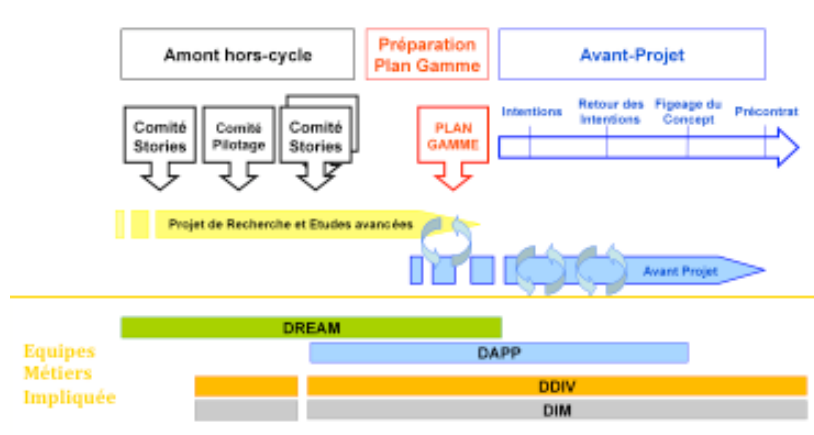 Amont hors-cycle
Préparation
Plan Gamme
Avant-Projet
Comité
Stories
Comité
Pilotage
Comité
Stories
PLAN
GAMME
Intentions
Retour des
Intentions
Figeage du
Concept
Précontrat
Projet de Recherche et Etudes avancées
Avant Projet
DREAM
Equipes
Métiers
Impliquée
DAPP
DDIV
DIM